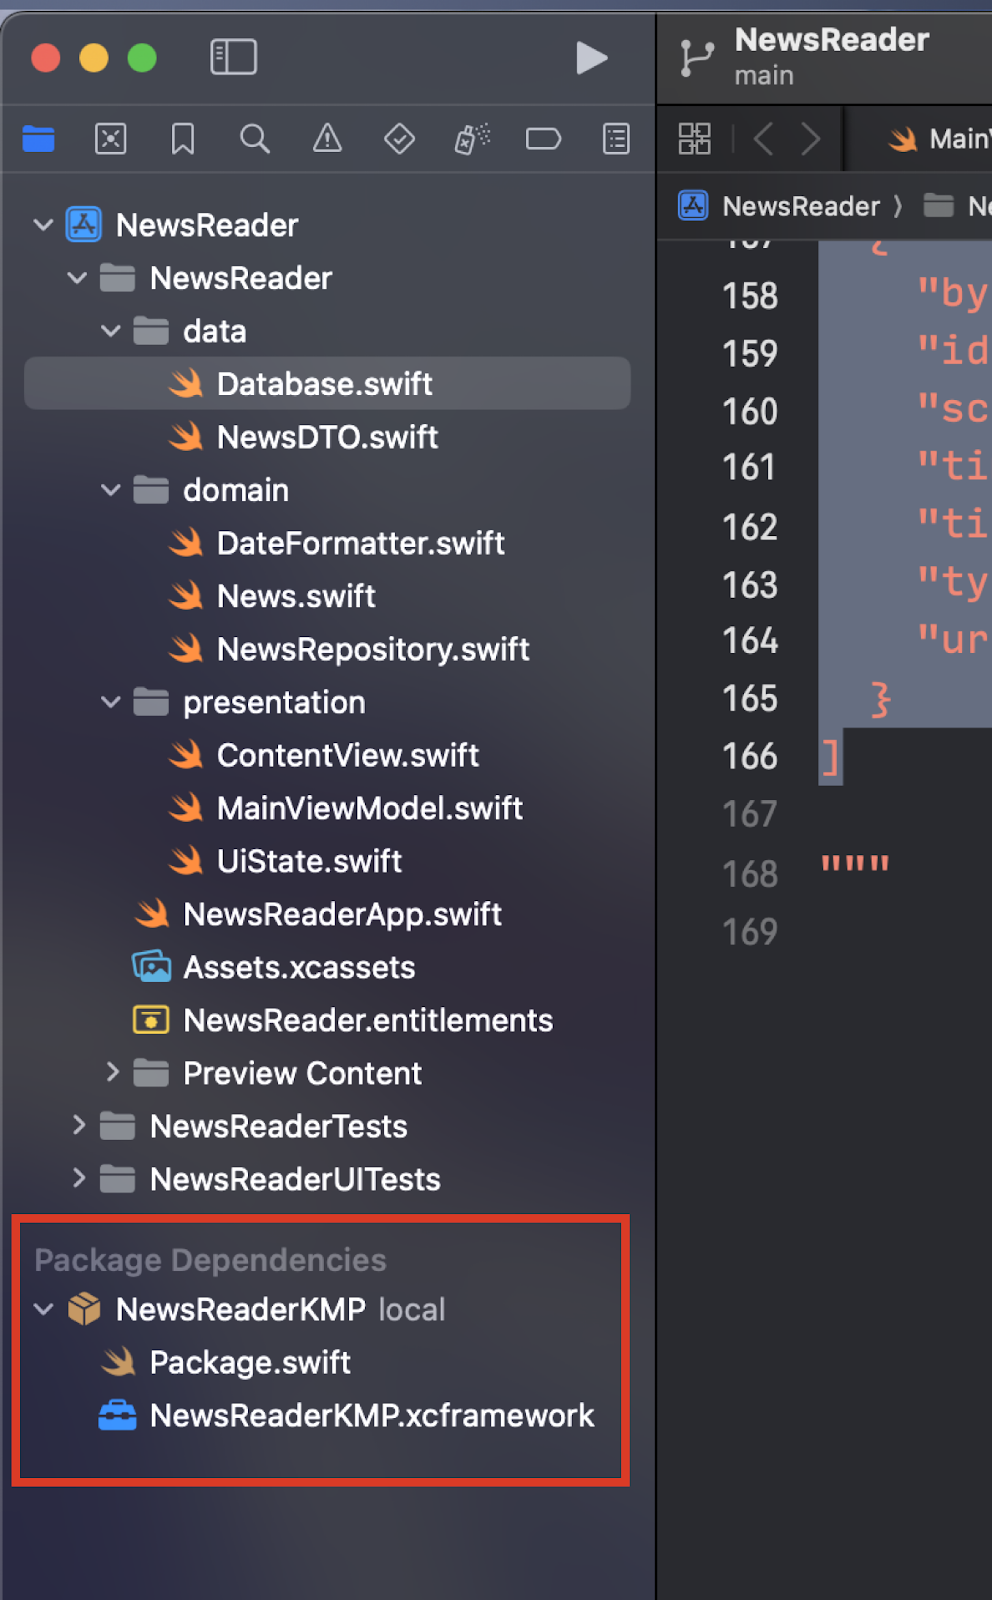 NewsReader
main
Main
NewsReader
NewsReader
NewsReader
data
Database.swift
NewsDTO.swift
domain
DateFormatter.swift
News.swift
NewsRepository.swift
presentation
ContentView.swift
MainViewModel.swift
UiState.swift
NewsReaderApp.swift
Assets.xcassets
NewsReader.entitlements
Preview Content
NewsReaderTests
NewsReaderUITests
Package Dependencies
NewsReaderKMP local
Package.swift
NewsReaderKMP.xcframework
{
158 "by
159 "id
160 "sc
161 "ti
162 "ti
163 "ty
164 "ur
165 }
166 ]
167
168 """
169